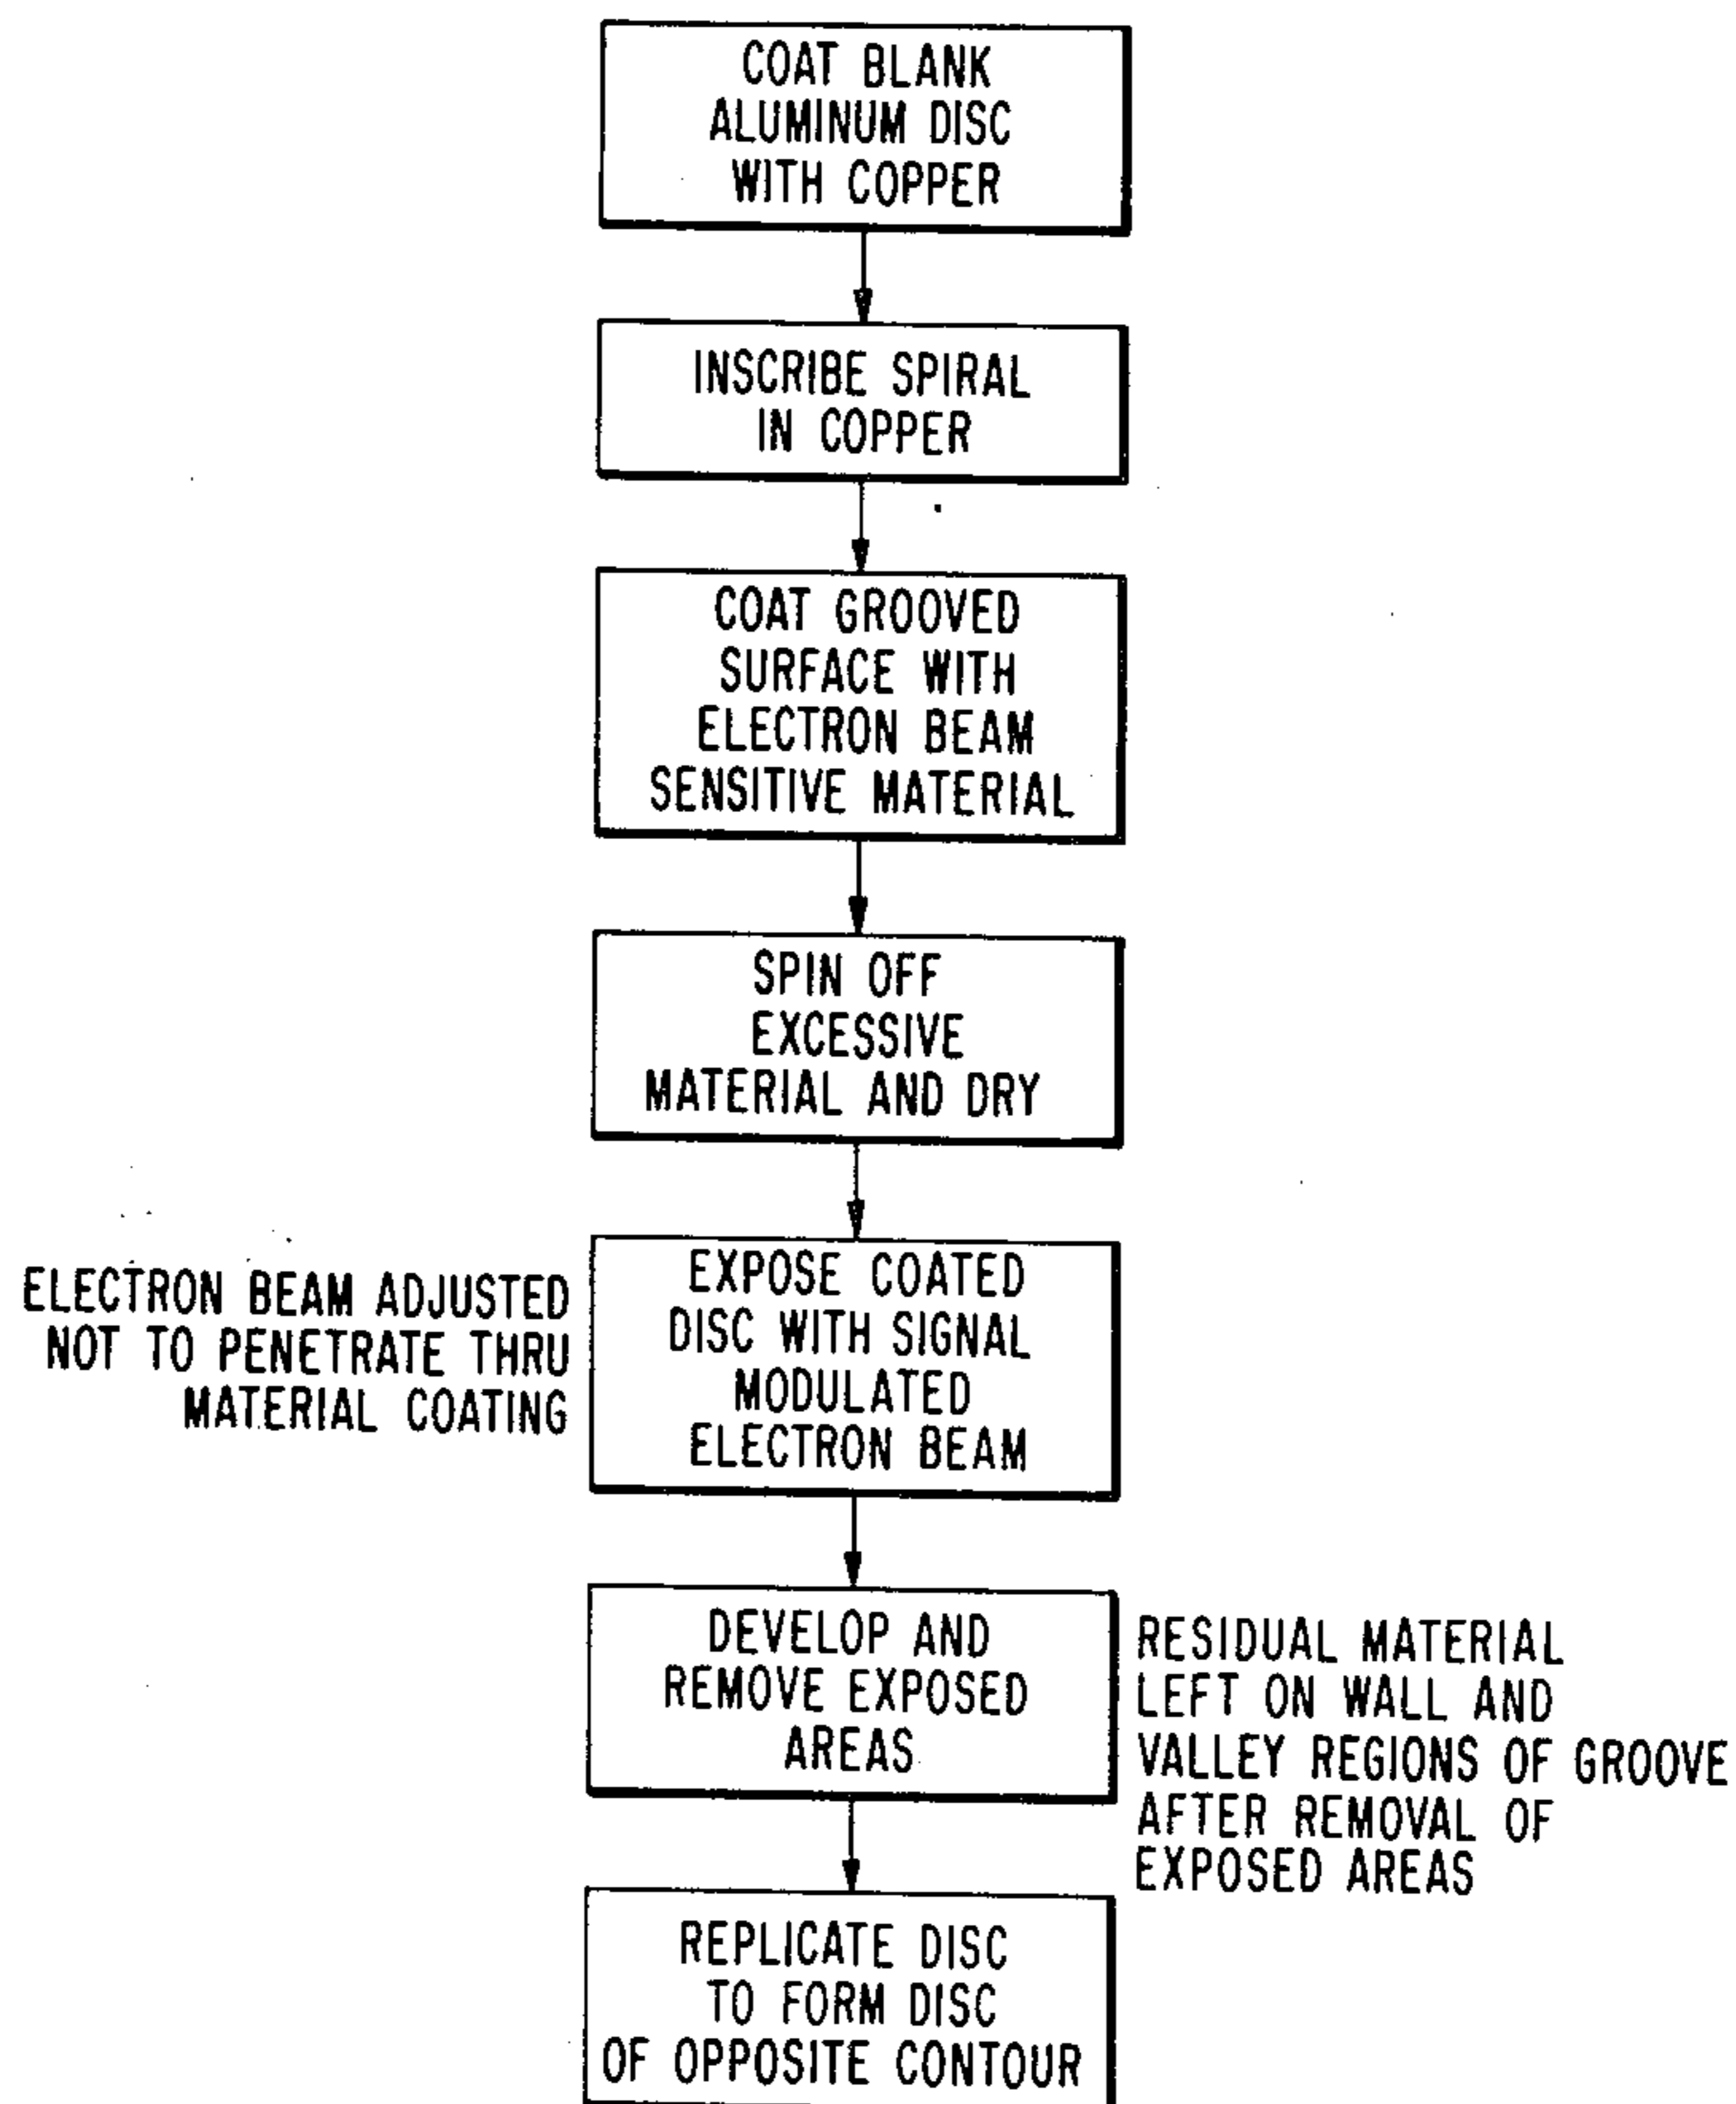 COAT BLANK
ALUMINUM DISC
WITH COPPER
INSCRIBE SPIRAL
IN COPPER
COAT GROOVED
SURFACE WITH
ELECTRON BEAM
SENSITIVE MATERIAL
SPIN OFF
EXCESSIVE
MATERIAL AND DRY
ELECTRON BEAM ADJUSTED
NOT TO PENETRATE THRU
MATERIAL COATING
EXPOSE COATED
DISC WITH SIGNAL
MODULATED
ELECTRON BEAM
DEVELOP AND
REMOVE EXPOSED
AREAS
RESIDUAL MATERIAL
LEFT ON WALL AND
VALLEY REGIONS OF GROOVE
AFTER REMOVAL OF
EXPOSED AREAS
REPLICATE DISC
TO FORM DISC
OF OPPOSITE CONTOUR